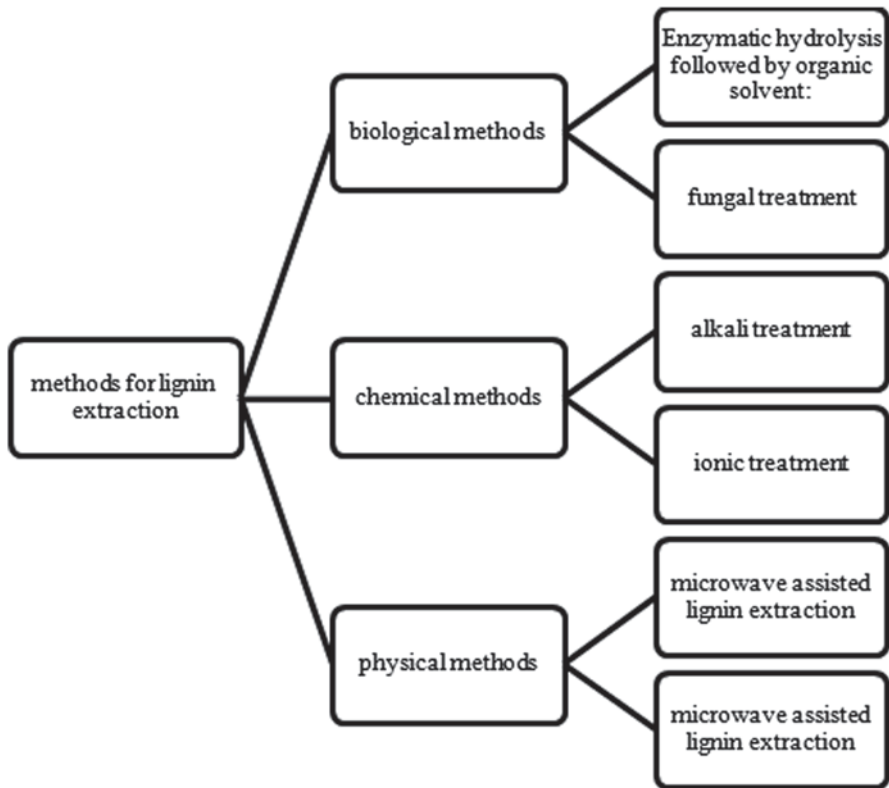 Enzymatic hydrolysis
followed by organic
solvent:
biological methods
fungal treatment
alkali treatment
methods for lignin
extraction
chemical methods
ionic treatment
microwave assisted
lignin extraction
physical methods
microwave assisted
lignin extraction